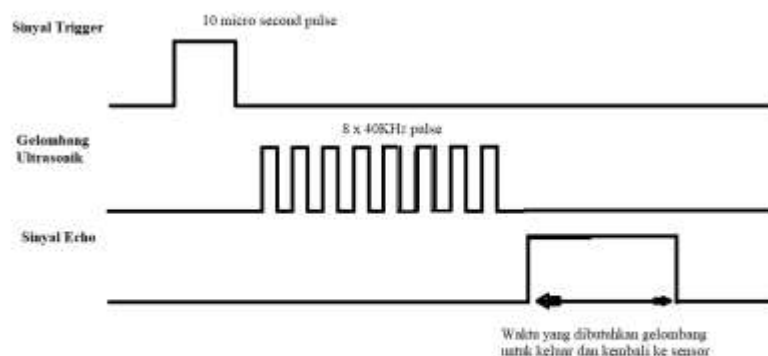 10 micro second pulse
Sinyal Trigger
8 x 40KHz pulse
Gelombang
Ultrasonik
Sinyal Echo
Waktu yang dibutuhkan gelombang
untuk keluar dan kembali ke sensor